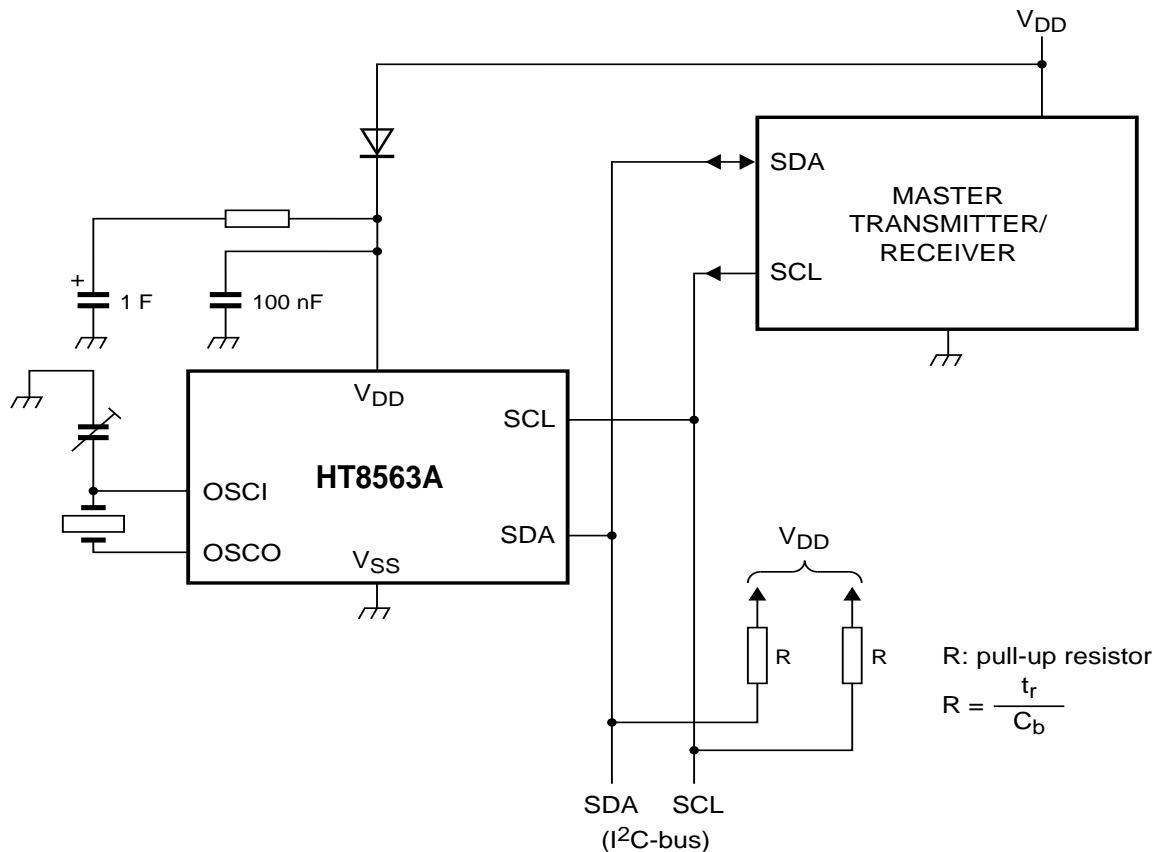 VDD
SDA
MASTER
TRANSMITTER/
RECEIVER
SCL
+
1 F
100 nF
VDD
SCL
HT8563A
OSCI
SDA
OSCO
VSS
VDD
R
R
R: pull-up resistor
R = tr / Cb
SDA SCL
(I²C-bus)